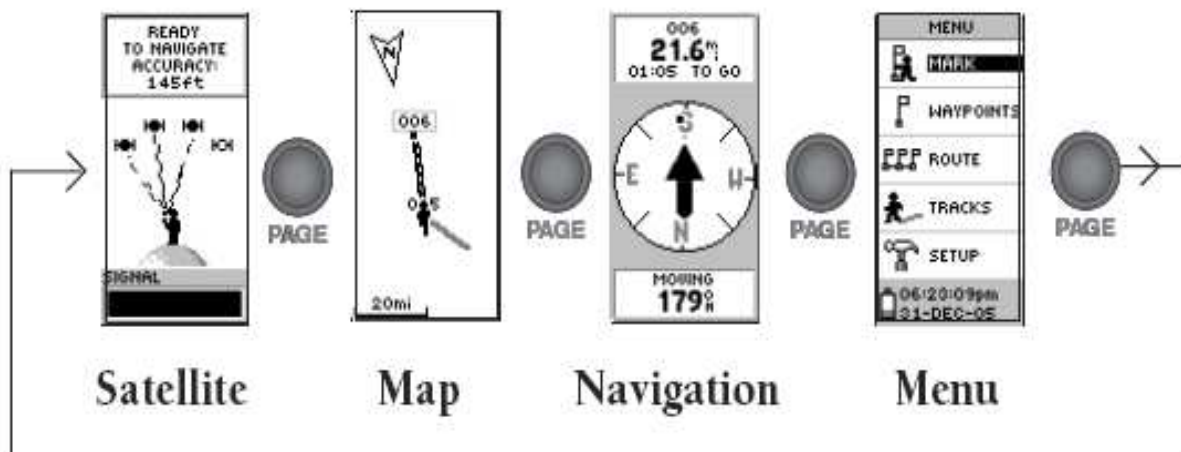 READY
TO NAVIGATE
ACCURACY:
145ft
SIGNAL
Satellite
PAGE
N
006
20mi
Map
PAGE
006
21.6mi
01:05 TO GO
S
E W
N
MOVING
179°
Navigation
PAGE
MENU
MARK
WAYPOINTS
ROUTE
TRACKS
SETUP
06:20:09pm
31-DEC-05
Menu
PAGE